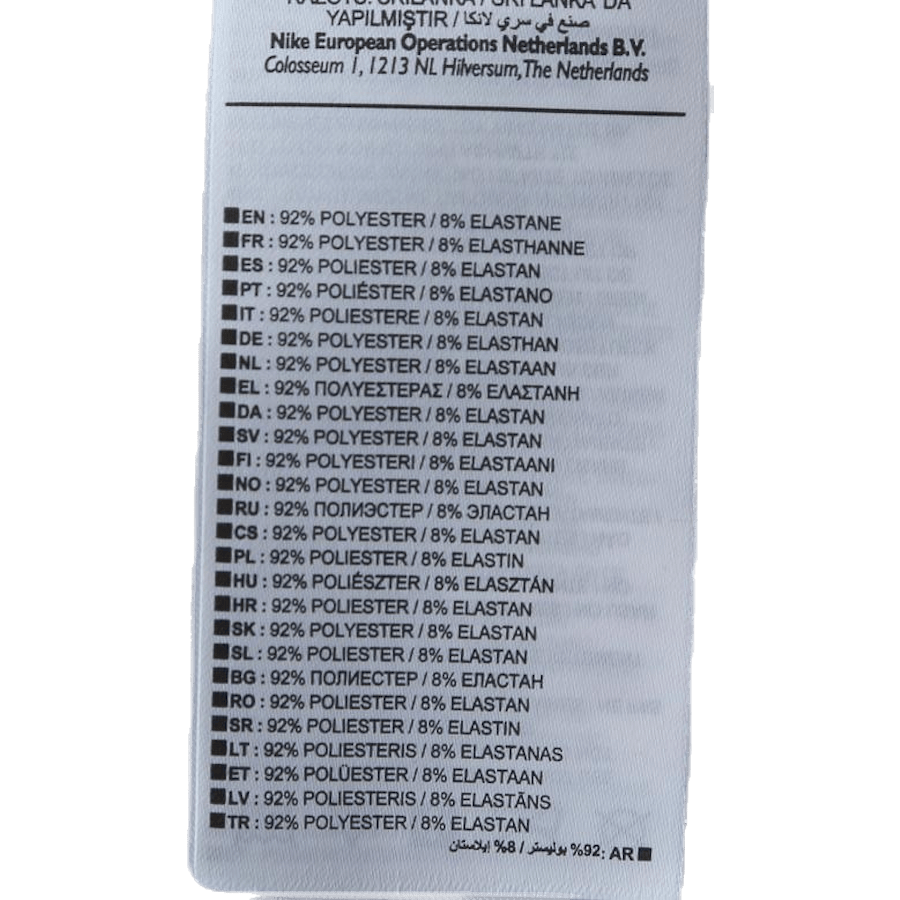 RAŽOTS: SRILANKA / SRI LANKA'DA
YAPILMIŞTIR / صنع في سري لانكا
Nike European Operations Netherlands B.V.
Colosseum 1, 1213 NL Hilversum, The Netherlands
■EN : 92% POLYESTER / 8% ELASTANE
■FR : 92% POLYESTER / 8% ELASTHANNE
■ES : 92% POLIESTER / 8% ELASTAN
■PT : 92% POLIÉSTER / 8% ELASTANO
■IT : 92% POLIESTERE / 8% ELASTAN
■DE : 92% POLYESTER / 8% ELASTHAN
■NL : 92% POLYESTER / 8% ELASTAAN
■EL : 92% ΠΟΛΥΕΣΤΕΡΑΣ / 8% ΕΛΑΣΤΑΝΗ
■DA : 92% POLYESTER / 8% ELASTAN
■SV : 92% POLYESTER / 8% ELASTAN
■FI : 92% POLYESTERI / 8% ELASTAANI
■NO : 92% POLYESTER / 8% ELASTAN
■RU : 92% ПОЛИЭСТЕР / 8% ЭЛАСТАН
■CS : 92% POLYESTER / 8% ELASTAN
■PL : 92% POLIESTER / 8% ELASTIN
■HU : 92% POLIÉSZTER / 8% ELASZTÁN
■HR : 92% POLIESTER / 8% ELASTAN
■SK : 92% POLYESTER / 8% ELASTAN
■SL : 92% POLIESTER / 8% ELASTAN
■BG : 92% ПОЛИЕСТЕР / 8% ЕЛАСТАН
■RO : 92% POLIESTER / 8% ELASTAN
■SR : 92% POLIESTER / 8% ELASTIN
■LT : 92% POLIESTERIS / 8% ELASTANAS
■ET : 92% POLÜESTER / 8% ELASTAAN
■LV : 92% POLIESTERIS / 8% ELASTĀNS
■TR : 92% POLYESTER / 8% ELASTAN
■ AR :92% بوليستر / 8% إيلاستان